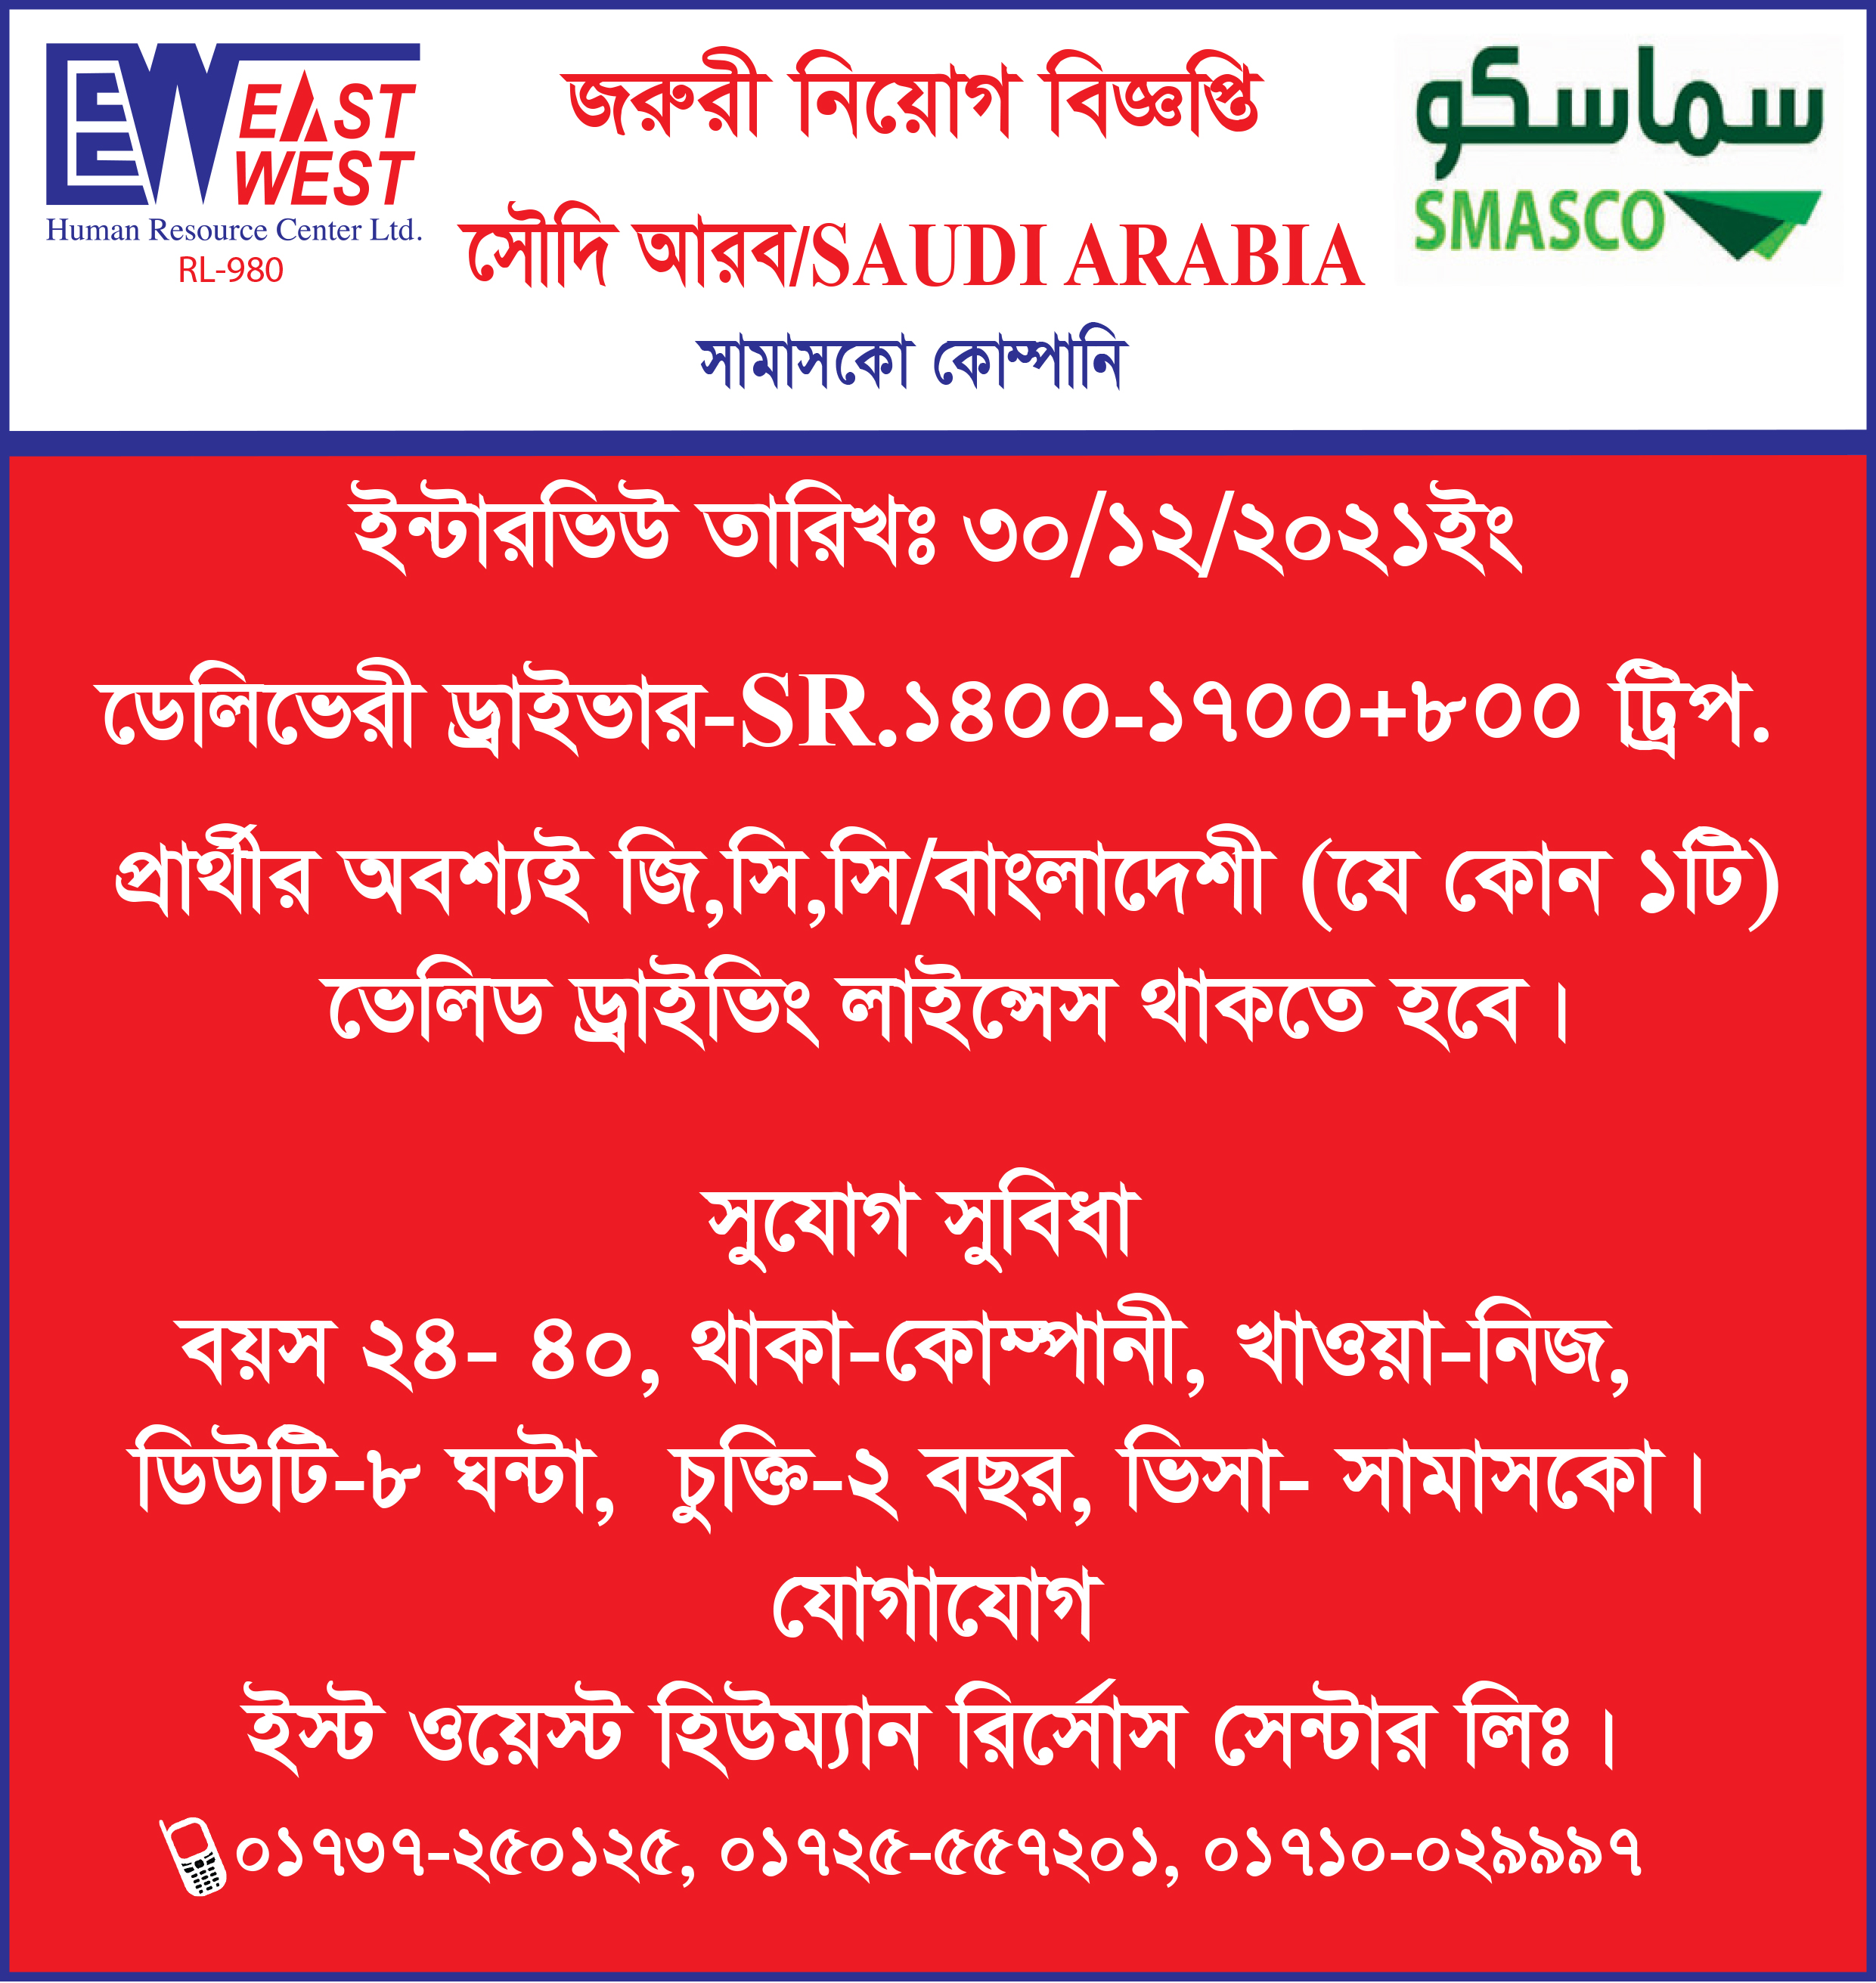 EAST
WEST
Human Resource Center Ltd.
RL-980
জরুরী নিয়োগ বিজ্ঞপ্তি
সৌদি আরব/SAUDI ARABIA
সামাসকো কোম্পানি
سماسكو
SMASCO
ইন্টারভিউ তারিখঃ ৩০/১২/২০২১ইং
ডেলিভেরী ড্রাইভার-SR.১৪০০-১৭০০+৮০০ ট্রিপ.
প্রার্থীর অবশ্যই জি,সি,সি/বাংলাদেশী (যে কোন ১টি)
ভেলিড ড্রাইভিং লাইন্সেস থাকতে হবে।
সুযোগ সুবিধা
বয়স ২৪- ৪০, থাকা-কোম্পানী, খাওয়া-নিজ,
ডিউটি-৮ ঘন্টা, চুক্তি-২ বছর, ভিসা- সামাসকো।
যোগাযোগ
ইস্ট ওয়েস্ট হিউম্যান রির্সোস সেন্টার লিঃ।
০১৭৩৭-২৫০১২৫, ০১৭২৫-৫৫৭২০১, ০১৭১০-০২৯৯৯৭